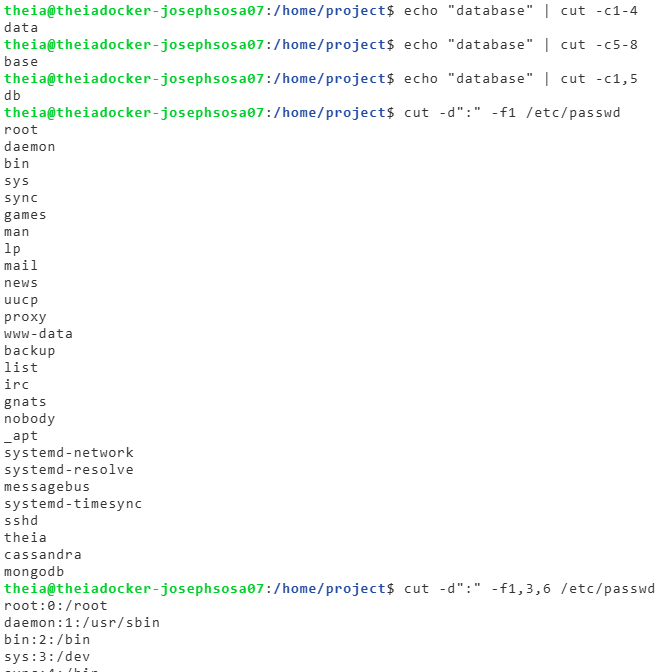 theia@theiadocker-josephsosa07:/home/project$ echo "database" | cut -c1-4
data
theia@theiadocker-josephsosa07:/home/project$ echo "database" | cut -c5-8
base
theia@theiadocker-josephsosa07:/home/project$ echo "database" | cut -c1,5
db
theia@theiadocker-josephsosa07:/home/project$ cut -d":" -f1 /etc/passwd
root
daemon
bin
sys
sync
games
man
lp
mail
news
uucp
proxy
www-data
backup
list
irc
gnats
nobody
_apt
systemd-network
systemd-resolve
messagebus
systemd-timesync
sshd
theia
cassandra
mongodb
theia@theiadocker-josephsosa07:/home/project$ cut -d":" -f1,3,6 /etc/passwd
root:0:/root
daemon:1:/usr/sbin
bin:2:/bin
sys:3:/dev